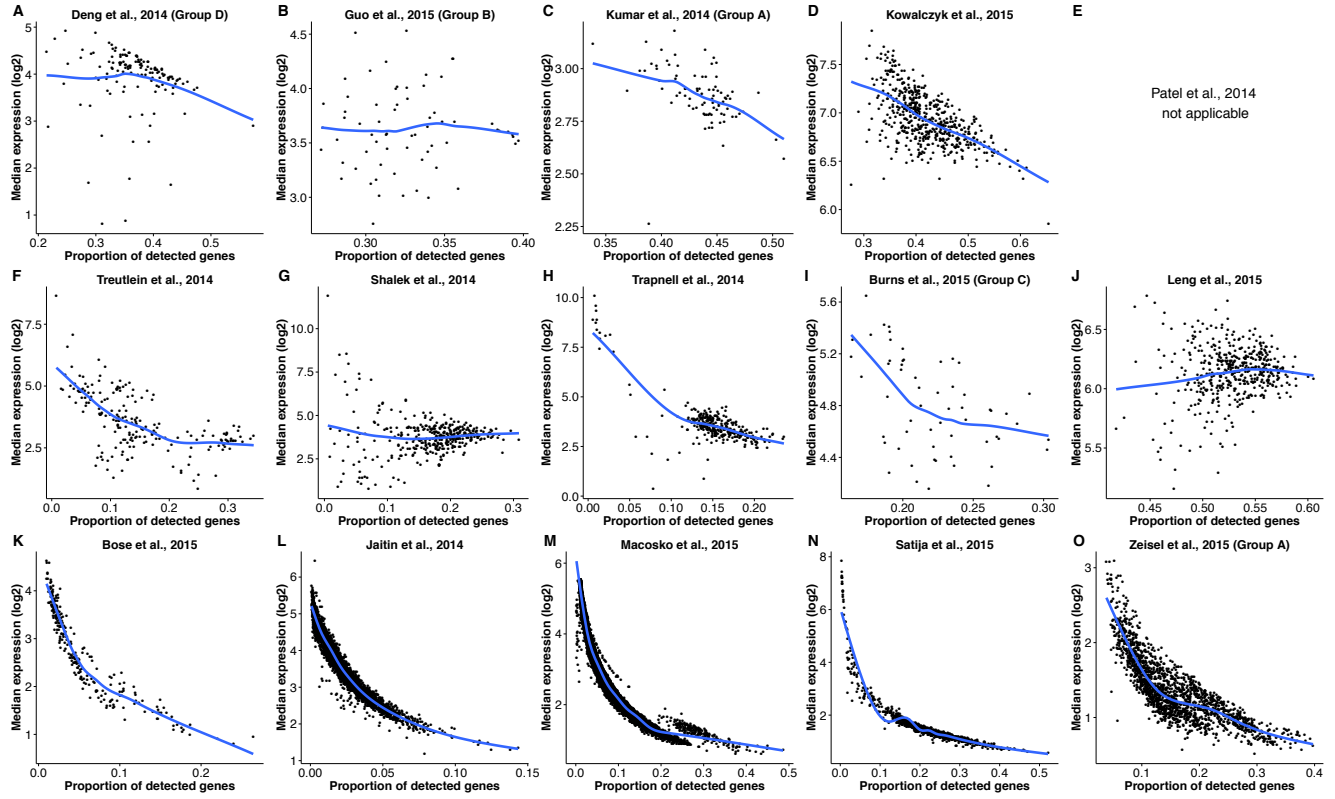 A Deng et al., 2014 (Group D)
B Guo et al., 2015 (Group B)
C Kumar et al., 2014 (Group A)
D Kowalczyk et al., 2015
E
Median expression (log2)
5
4
3
2
1
0.2 0.3 0.4 0.5
Proportion of detected genes
Median expression (log2)
4.5
4.0
3.5
3.0
0.30 0.35 0.40
Proportion of detected genes
Median expression (log2)
3.00
2.75
2.50
2.25
0.35 0.40 0.45 0.50
Proportion of detected genes
Median expression (log2)
7.5
7.0
6.5
6.0
0.3 0.4 0.5 0.6
Proportion of detected genes
Patel et al., 2014
not applicable
F Treutlein et al., 2014
G Shalek et al., 2014
H Trapnell et al., 2014
I Burns et al., 2015 (Group C)
J Leng et al., 2015
Median expression (log2)
7.5
5.0
2.5
0.0 0.1 0.2 0.3
Proportion of detected genes
Median expression (log2)
10.0
7.5
5.0
2.5
0.0 0.1 0.2 0.3
Proportion of detected genes
Median expression (log2)
10.0
7.5
5.0
2.5
0.0
0.00 0.05 0.10 0.15 0.20
Proportion of detected genes
Median expression (log2)
5.6
5.2
4.8
4.4
0.20 0.25 0.30
Proportion of detected genes
Median expression (log2)
6.5
6.0
5.5
0.45 0.50 0.55 0.60
Proportion of detected genes
K Bose et al., 2015
L Jaitin et al., 2014
M Macosko et al., 2015
N Satija et al., 2015
O Zeisel et al., 2015 (Group A)
Median expression (log2)
4
3
2
1
0.0 0.1 0.2
Proportion of detected genes
Median expression (log2)
6
5
4
3
2
1
0.00 0.05 0.10 0.15
Proportion of detected genes
Median expression (log2)
6
4
2
0.0 0.1 0.2 0.3 0.4 0.5
Proportion of detected genes
Median expression (log2)
8
6
4
2
0.0 0.1 0.2 0.3 0.4 0.5
Proportion of detected genes
Median expression (log2)
3
2
1
0.1 0.2 0.3 0.4
Proportion of detected genes